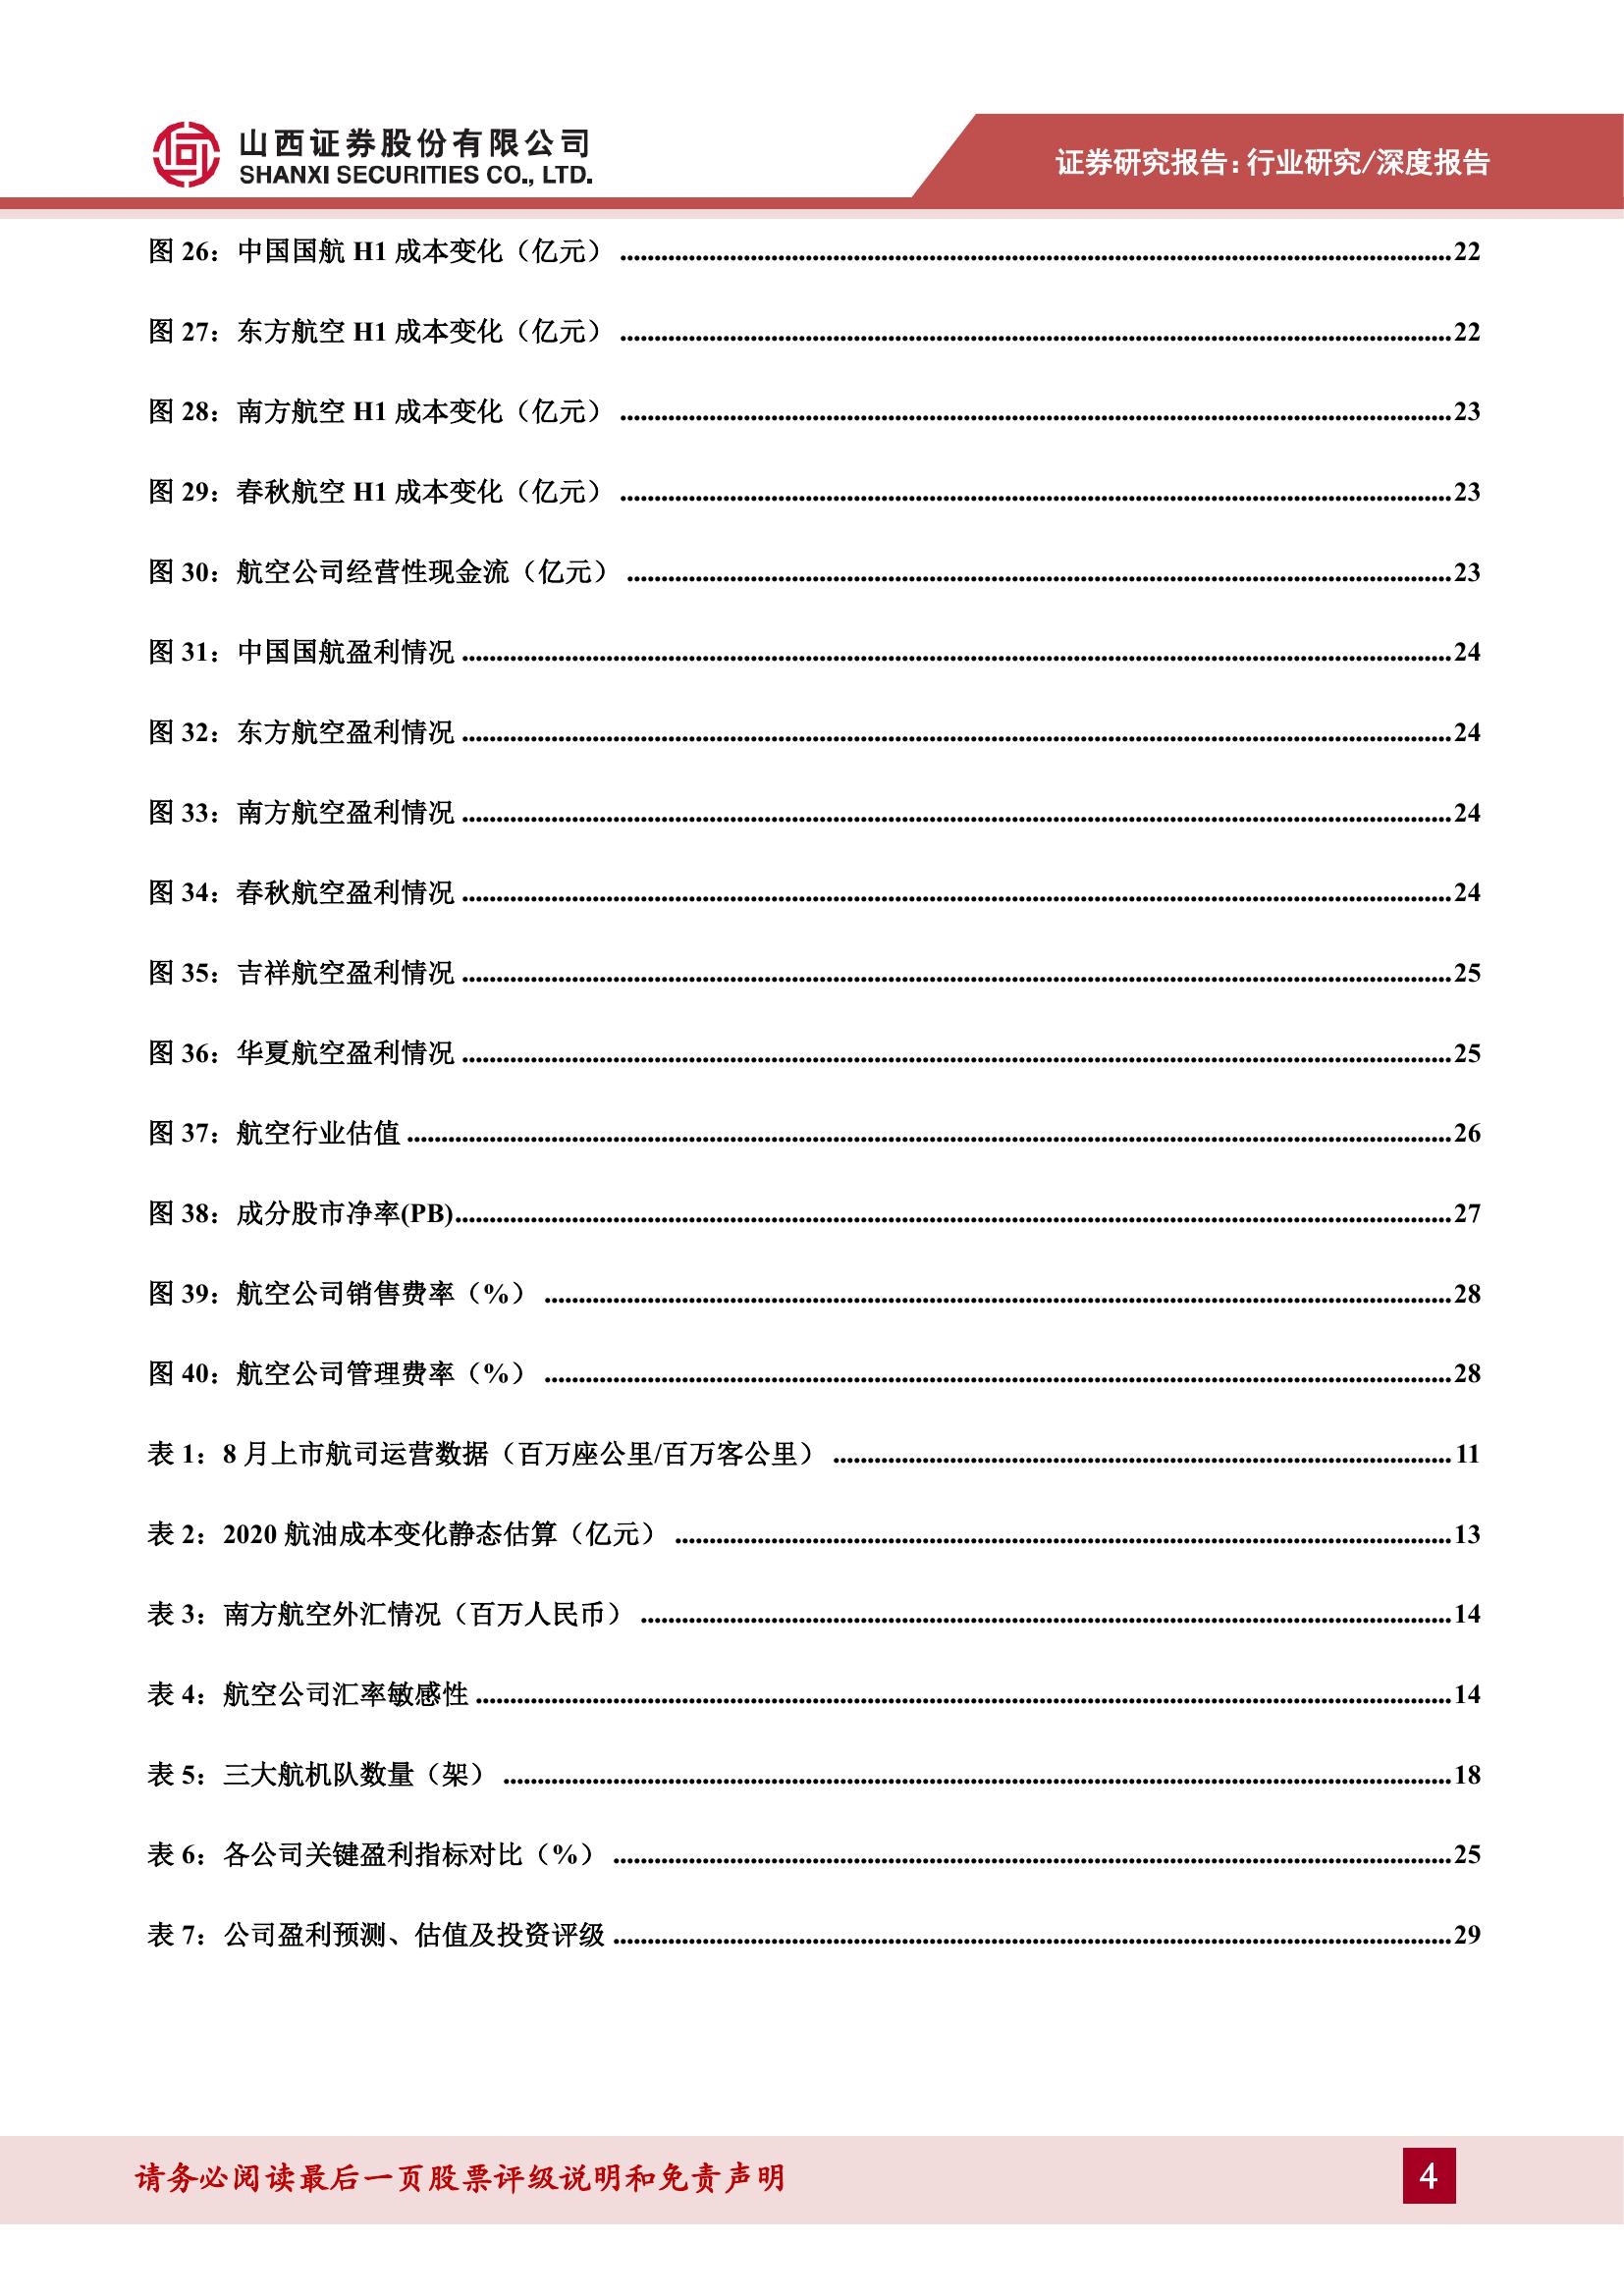 山西证券股份有限公司
SHANXI SECURITIES CO., LTD.
证券研究报告:行业研究/深度报告
图 26：中国国航 H1 成本变化（亿元）........22
图 27：东方航空 H1 成本变化（亿元）........22
图 28：南方航空 H1 成本变化（亿元）........23
图 29：春秋航空 H1 成本变化（亿元）........23
图 30：航空公司经营性现金流（亿元）........23
图 31：中国国航盈利情况........24
图 32：东方航空盈利情况........24
图 33：南方航空盈利情况........24
图 34：春秋航空盈利情况........24
图 35：吉祥航空盈利情况........25
图 36：华夏航空盈利情况........25
图 37：航空行业估值........26
图 38：成分股市净率(PB)........27
图 39：航空公司销售费率（%）........28
图 40：航空公司管理费率（%）........28
表 1：8 月上市航司运营数据（百万座公里/百万客公里）........11
表 2：2020 航油成本变化静态估算（亿元）........13
表 3：南方航空外汇情况（百万人民币）........14
表 4：航空公司汇率敏感性........14
表 5：三大航机队数量（架）........18
表 6：各公司关键盈利指标对比（%）........25
表 7：公司盈利预测、估值及投资评级........29
请务必阅读最后一页股票评级说明和免责声明
4